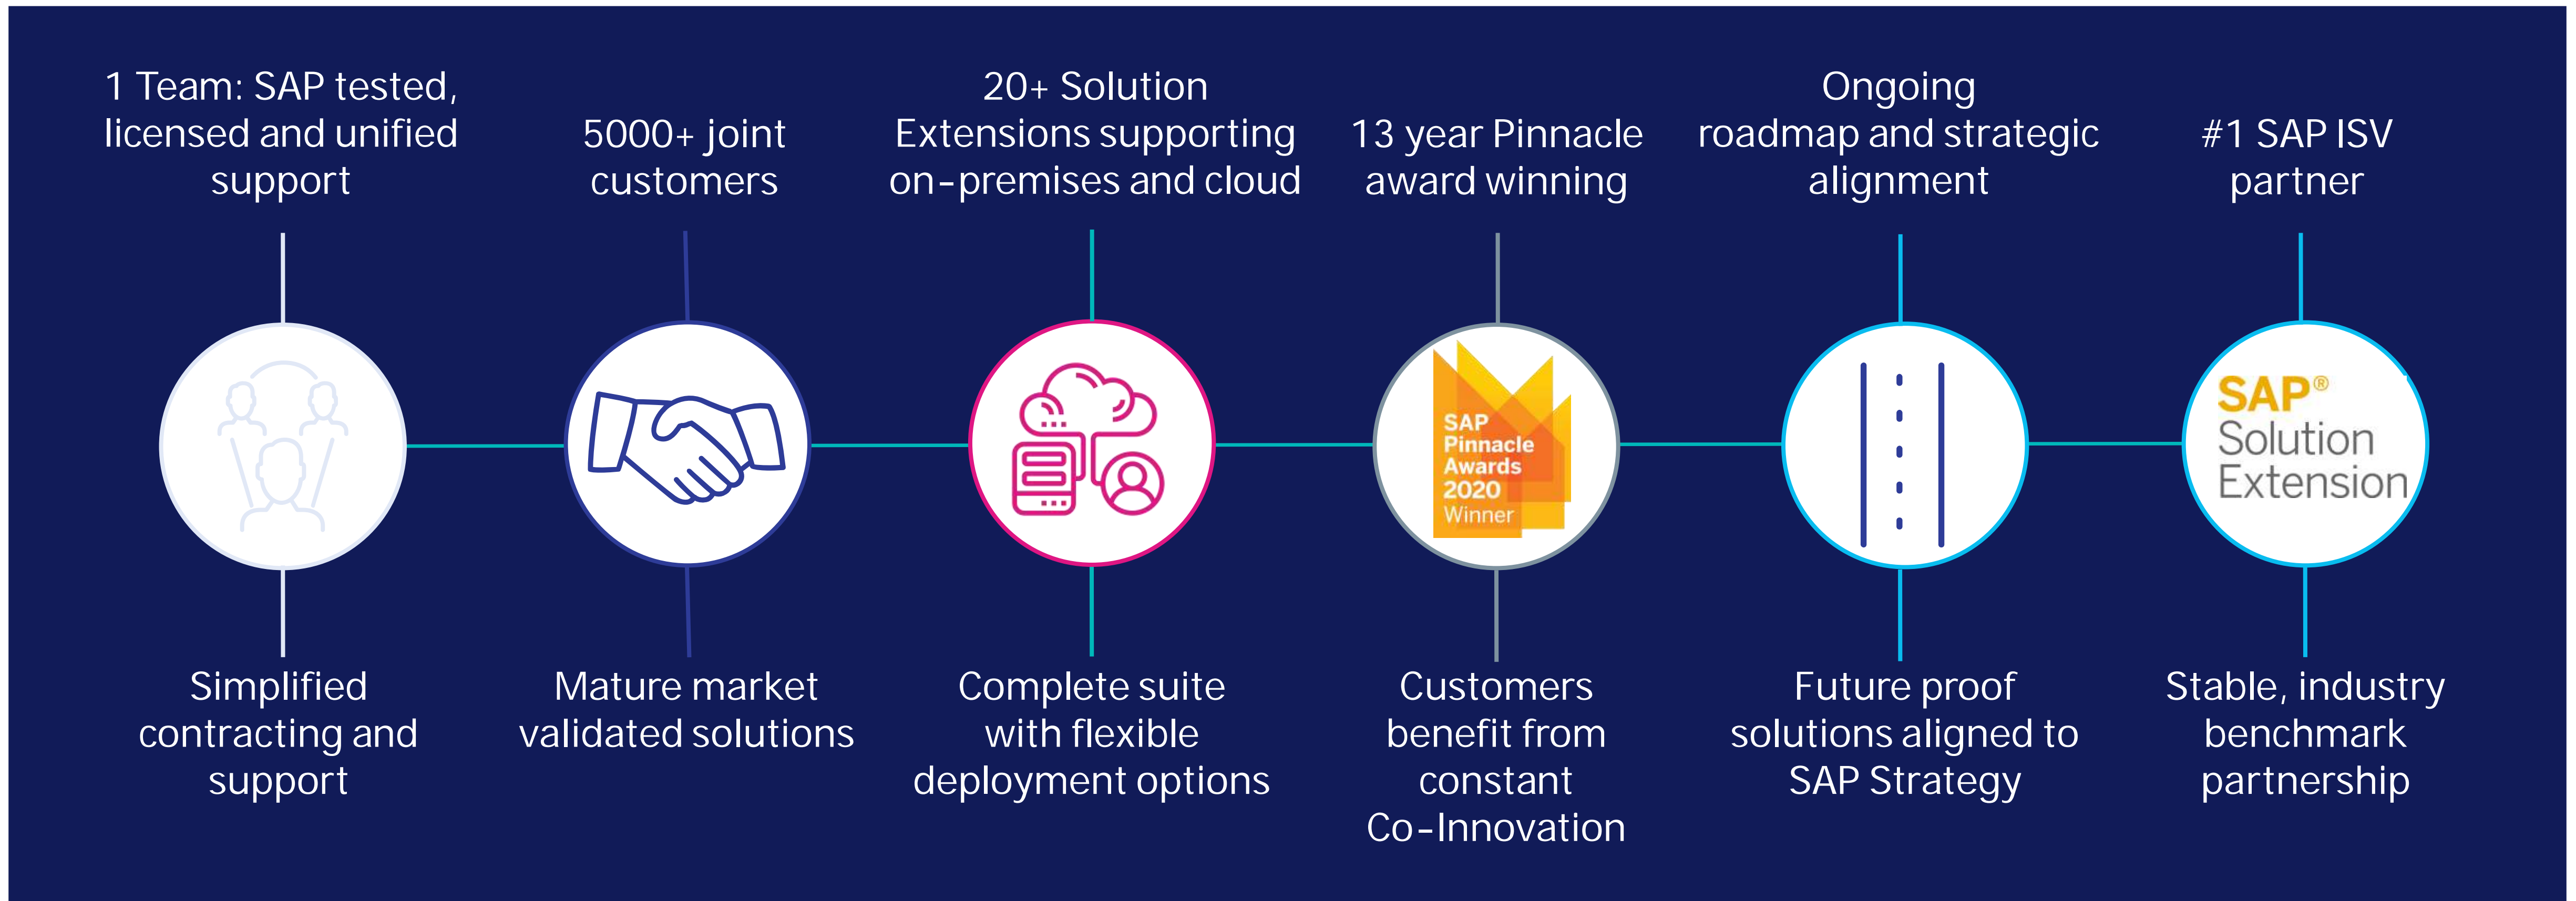 1 Team: SAP tested,
licensed and unified
support
5000+ joint
customers
20+ Solution
Extensions supporting
on-premises and cloud
13 year Pinnacle
award winning
Ongoing
roadmap and strategic
alignment
#1 SAP ISV
partner
SAP
Pinnacle
Awards
2020
Winner
SAP®
Solution
Extension
Simplified
contracting and
support
Mature market
validated solutions
Complete suite
with flexible
deployment options
Customers
benefit from
constant
Co-Innovation
Future proof
solutions aligned to
SAP Strategy
Stable, industry
benchmark
partnership